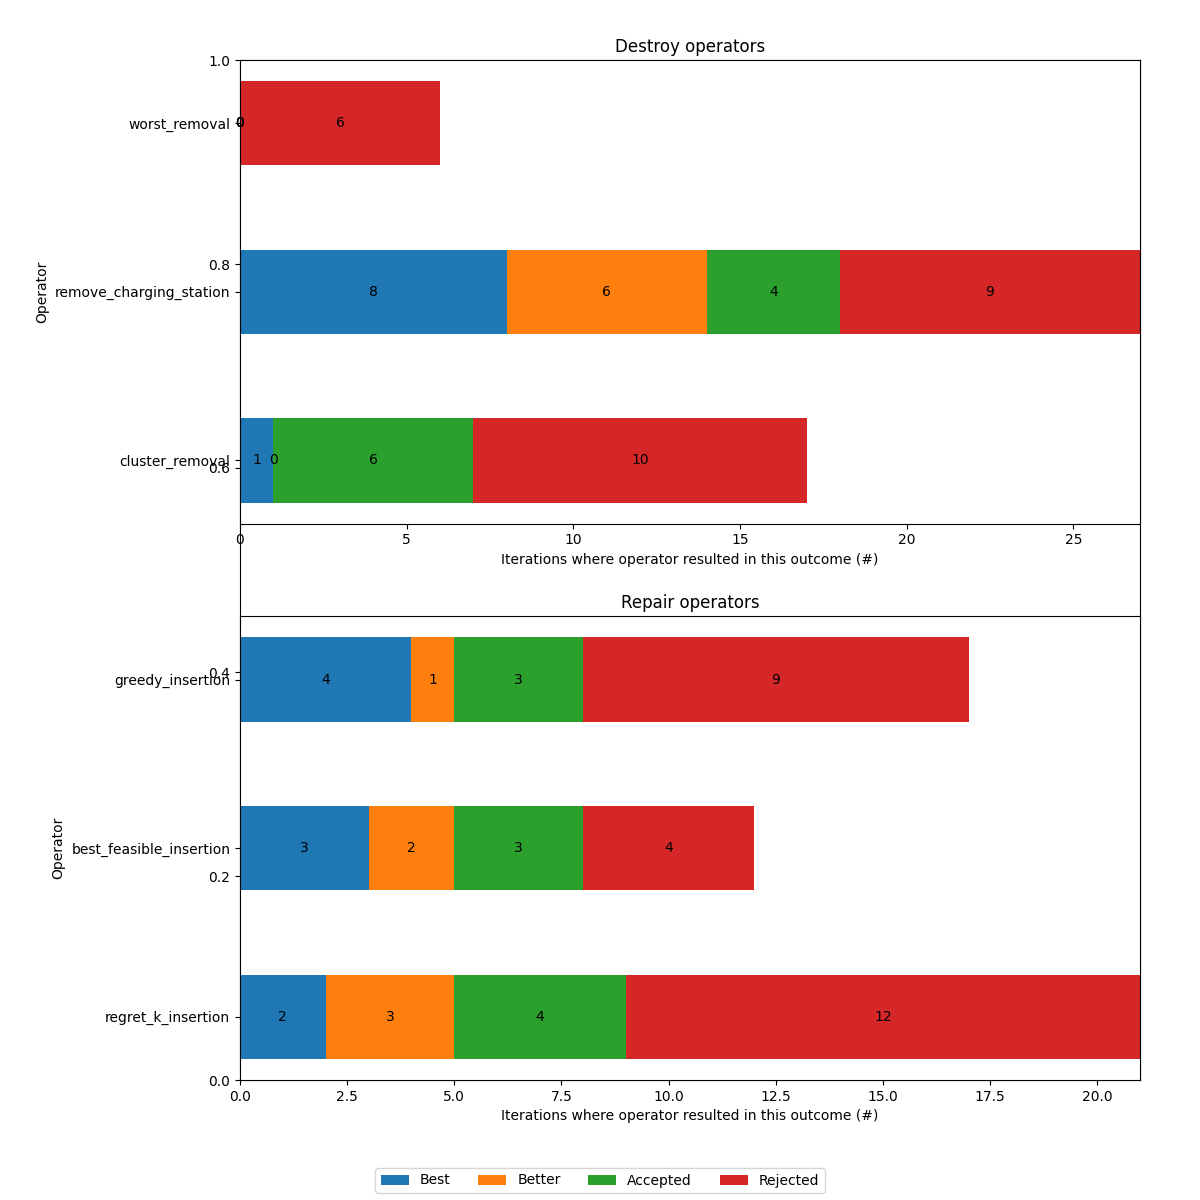 Destroy operators
1.0
worst_removal 0 6
0.8
Operator
remove_charging_station 8 6 4 9
cluster_removal 1 0 6 10
0.6
0 5 10 15 20 25
Iterations where operator resulted in this outcome (#)
Repair operators
0.4
greedy_insertion 4 1 3 9
Operator
best_feasible_insertion 3 2 3 4
0.2
regret_k_insertion 2 3 4 12
0.0
0.0 2.5 5.0 7.5 10.0 12.5 15.0 17.5 20.0
Iterations where operator resulted in this outcome (#)
Best Better Accepted Rejected